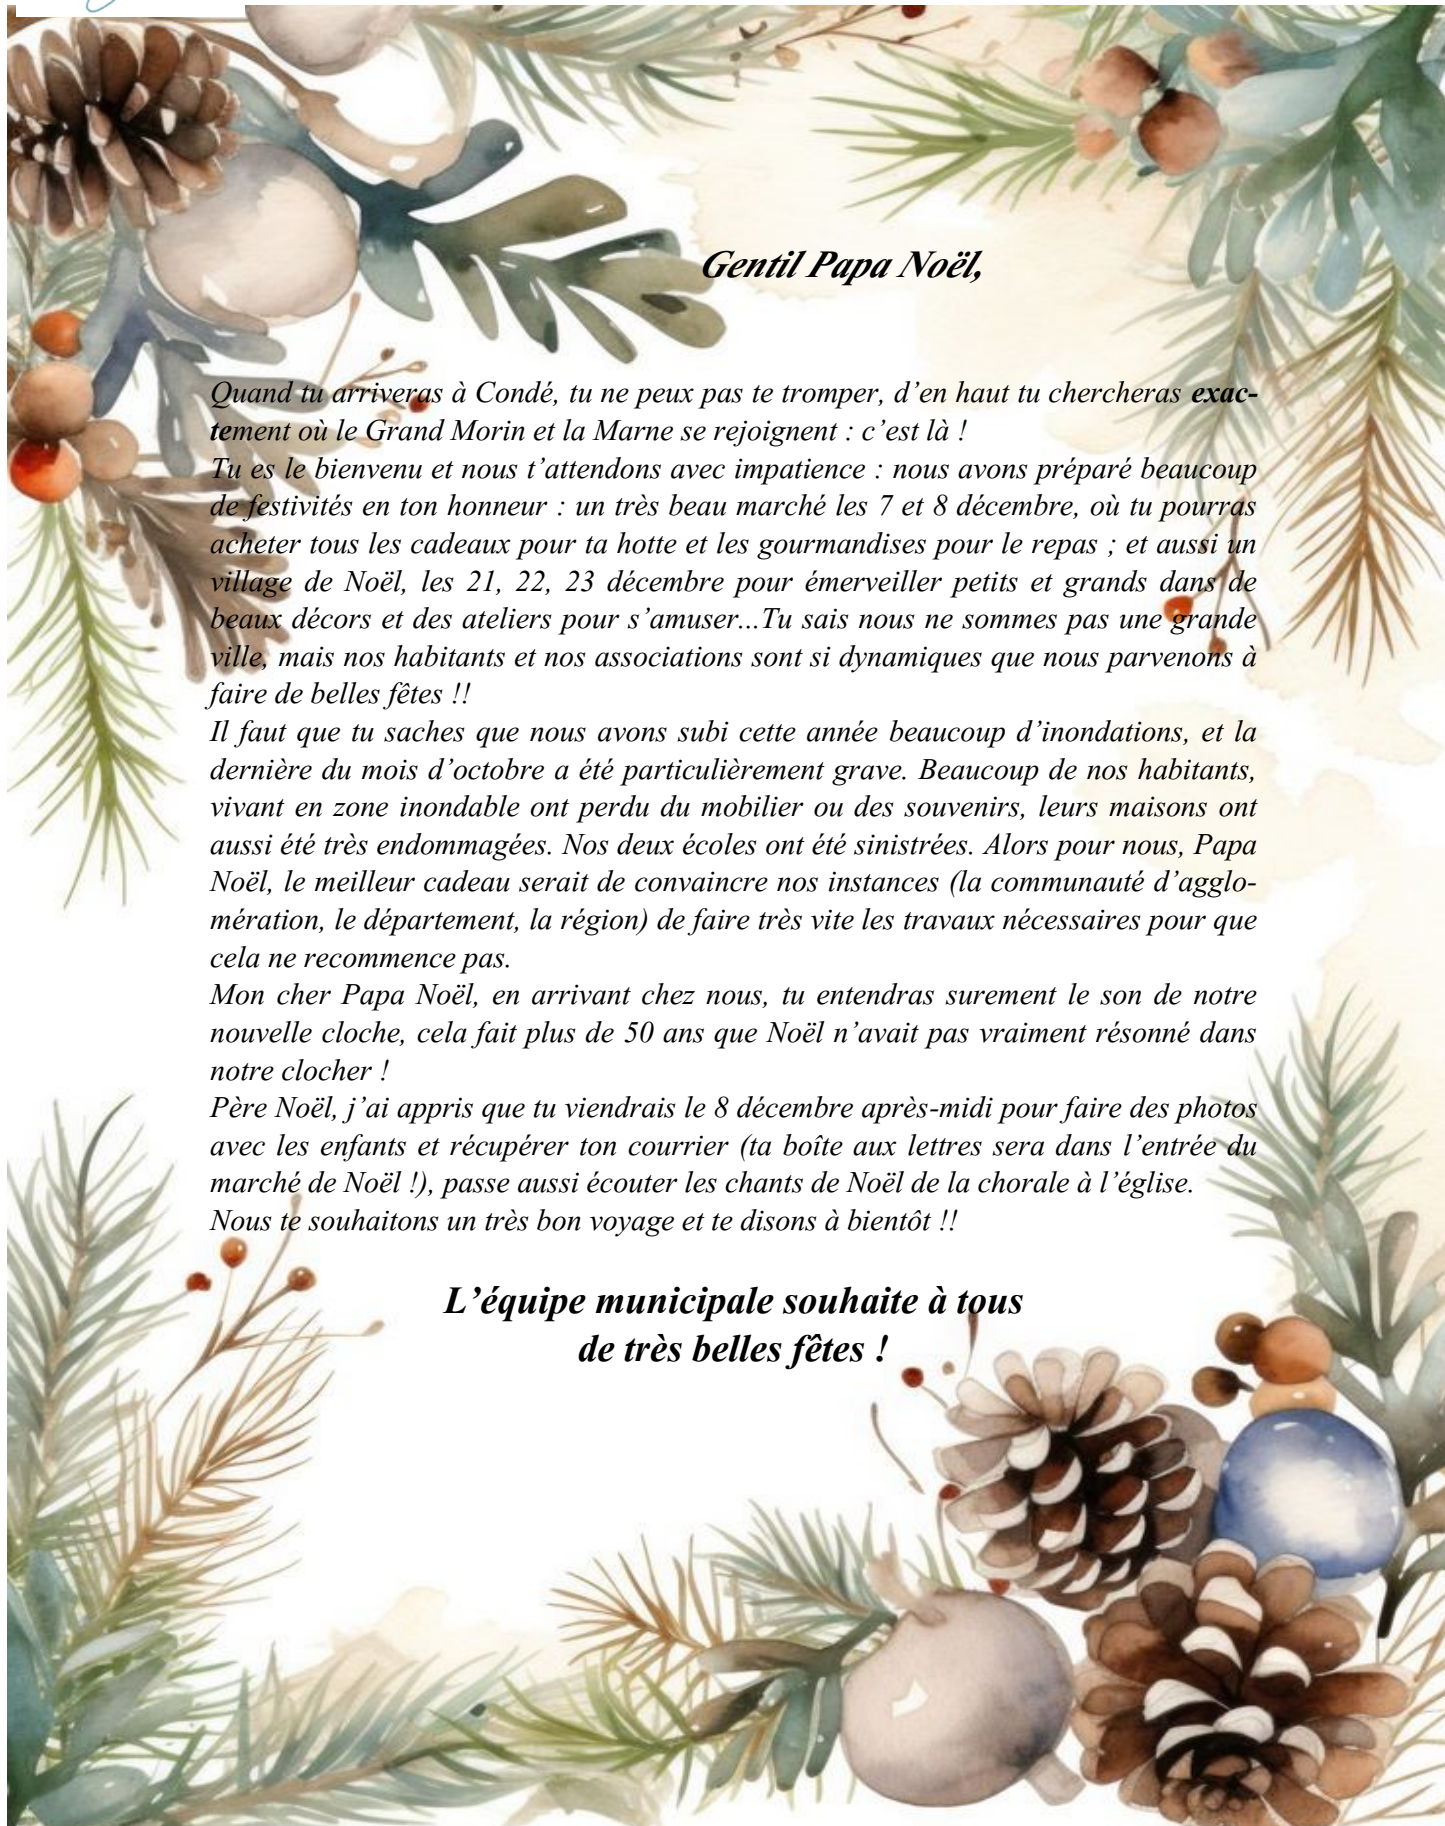 Gentil Papa Noël,
Quand tu arriveras à Condé, tu ne peux pas te tromper, d’en haut tu chercheras exac-
tement où le Grand Morin et la Marne se rejoignent : c’est là !
Tu es le bienvenu et nous t’attendons avec impatience : nous avons préparé beaucoup
de festivités en ton honneur : un très beau marché les 7 et 8 décembre, où tu pourras
acheter tous les cadeaux pour ta hotte et les gourmandises pour le repas ; et aussi un
village de Noël, les 21, 22, 23 décembre pour émerveiller petits et grands dans de
beaux décors et des ateliers pour s’amuser...Tu sais nous ne sommes pas une grande
ville, mais nos habitants et nos associations sont si dynamiques que nous parvenons à
faire de belles fêtes !!
Il faut que tu saches que nous avons subi cette année beaucoup d’inondations, et la
dernière du mois d’octobre a été particulièrement grave. Beaucoup de nos habitants,
vivant en zone inondable ont perdu du mobilier ou des souvenirs, leurs maisons ont
aussi été très endommagées. Nos deux écoles ont été sinistrées. Alors pour nous, Papa
Noël, le meilleur cadeau serait de convaincre nos instances (la communauté d’agglo-
mération, le département, la région) de faire très vite les travaux nécessaires pour que
cela ne recommence pas.
Mon cher Papa Noël, en arrivant chez nous, tu entendras surement le son de notre
nouvelle cloche, cela fait plus de 50 ans que Noël n’avait pas vraiment résonné dans
notre clocher !
Père Noël, j’ai appris que tu viendrais le 8 décembre après-midi pour faire des photos
avec les enfants et récupérer ton courrier (ta boîte aux lettres sera dans l’entrée du
marché de Noël !), passe aussi écouter les chants de Noël de la chorale à l’église.
Nous te souhaitons un très bon voyage et te disons à bientôt !!
L’équipe municipale souhaite à tous
de très belles fêtes !